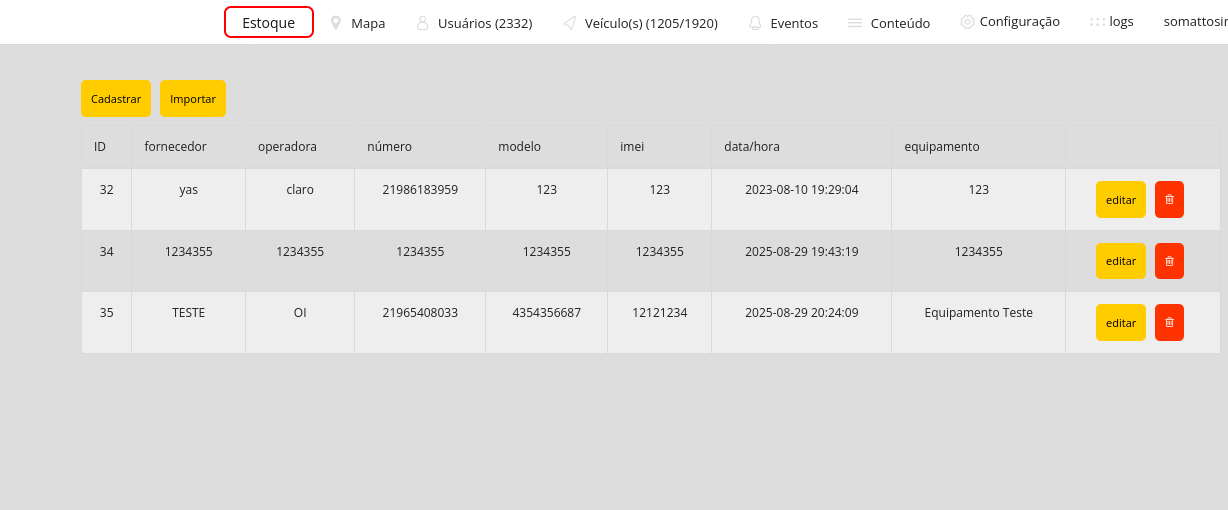 Estoque Mapa Usuários (2332) Veículo(s) (1205/1920) Eventos Conteúdo Configuração logs somattosir
Cadastrar Importar
ID fornecedor operadora número modelo imei data/hora equipamento
32 yas claro 21986183959 123 123 2023-08-10 19:29:04 123 editar
34 1234355 1234355 1234355 1234355 1234355 2025-08-29 19:43:19 1234355 editar
35 TESTE OI 21965408033 4354356687 12121234 2025-08-29 20:24:09 Equipamento Teste editar